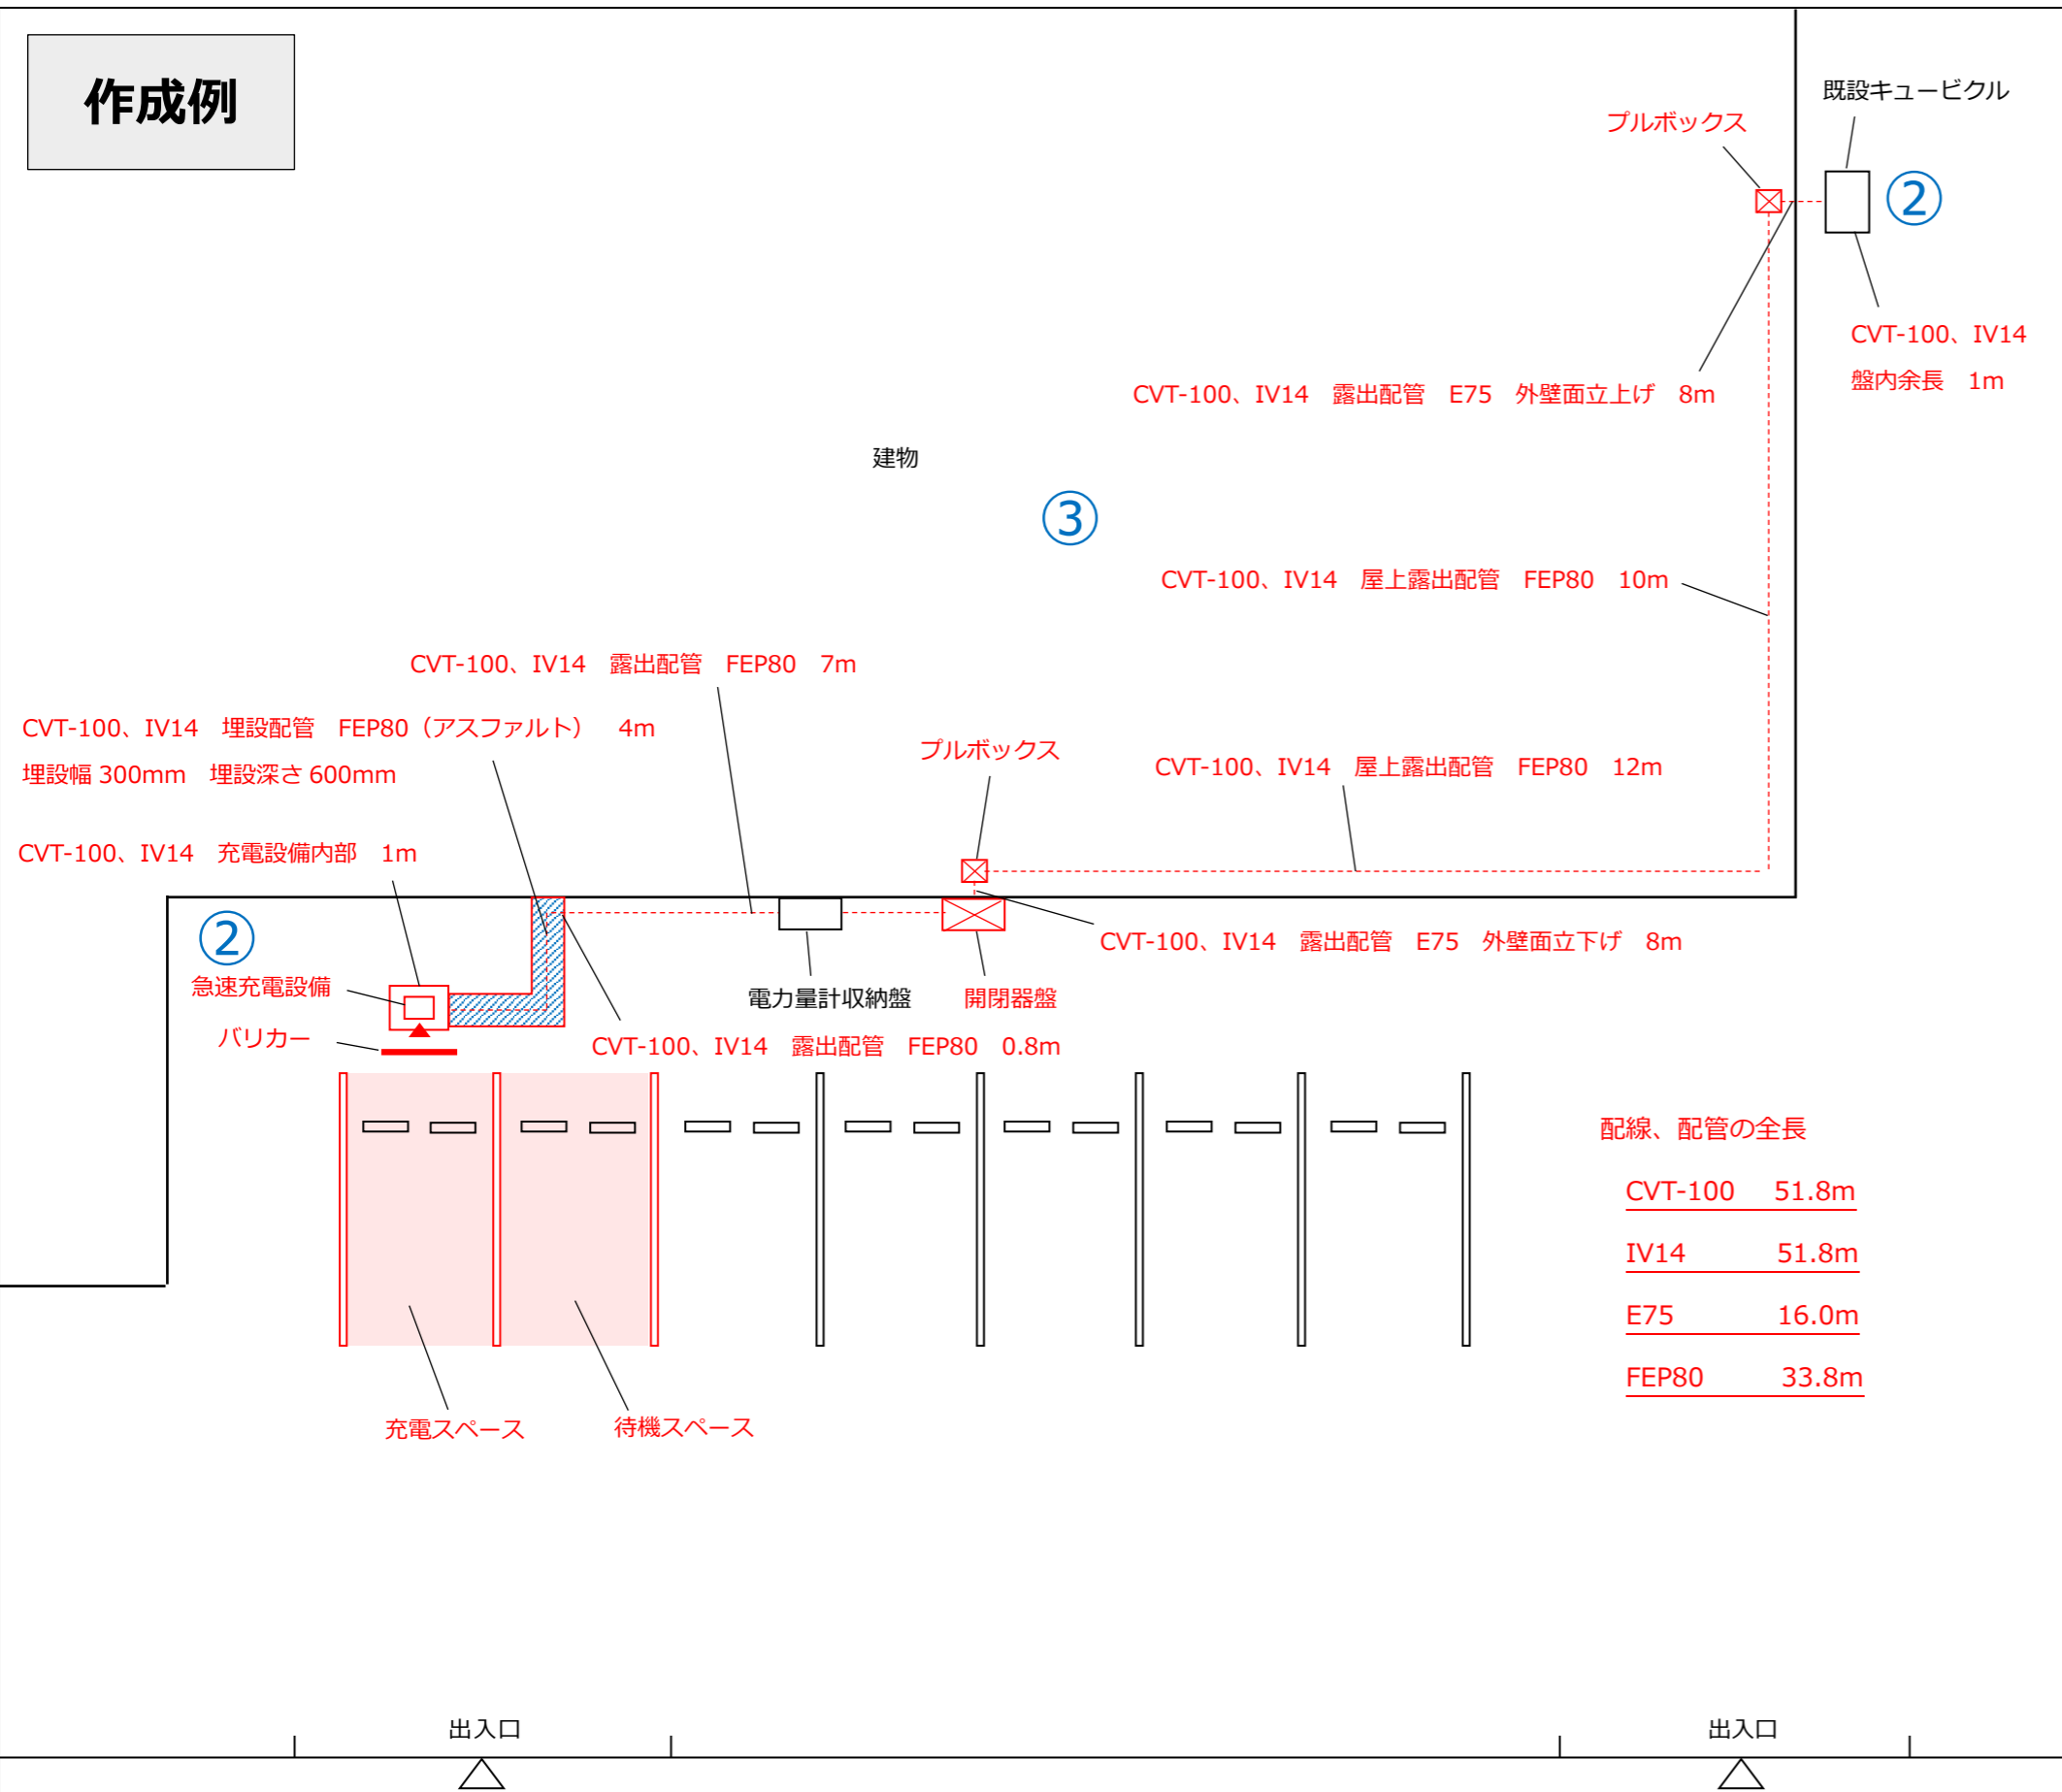 作成例
既設キュービクル
プルボックス
②
CVT-100、IV14
盤内余長 1m
CVT-100、IV14 露出配管 E75 外壁面立上げ 8m
建物
③
CVT-100、IV14 屋上露出配管 FEP80 10m
CVT-100、IV14 露出配管 FEP80 7m
CVT-100、IV14 埋設配管 FEP80（アスファルト） 4m
埋設幅 300mm 埋設深さ 600mm
プルボックス
CVT-100、IV14 屋上露出配管 FEP80 12m
CVT-100、IV14 充電設備内部 1m
②
CVT-100、IV14 露出配管 E75 外壁面立下げ 8m
急速充電設備
電力量計収納盤
開閉器盤
バリカー
CVT-100、IV14 露出配管 FEP80 0.8m
配線、配管の全長
CVT-100 51.8m
IV14 51.8m
E75 16.0m
FEP80 33.8m
充電スペース
待機スペース
出入口
出入口